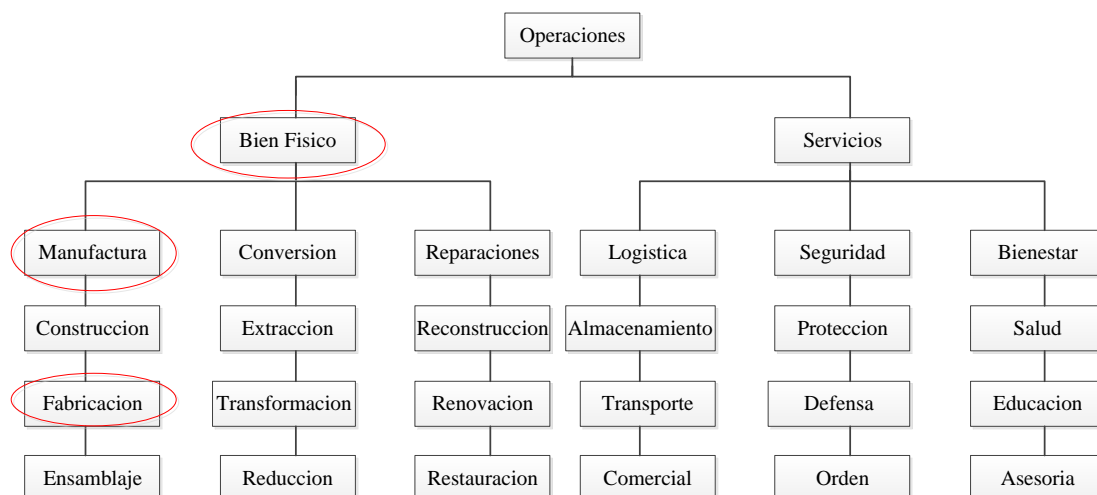 Operaciones
Bien Fisico
Servicios
Manufactura
Conversion
Reparaciones
Logistica
Seguridad
Bienestar
Construccion
Extraccion
Reconstruccion
Almacenamiento
Proteccion
Salud
Fabricacion
Transformacion
Renovacion
Transporte
Defensa
Educacion
Ensamblaje
Reduccion
Restauracion
Comercial
Orden
Asesoria